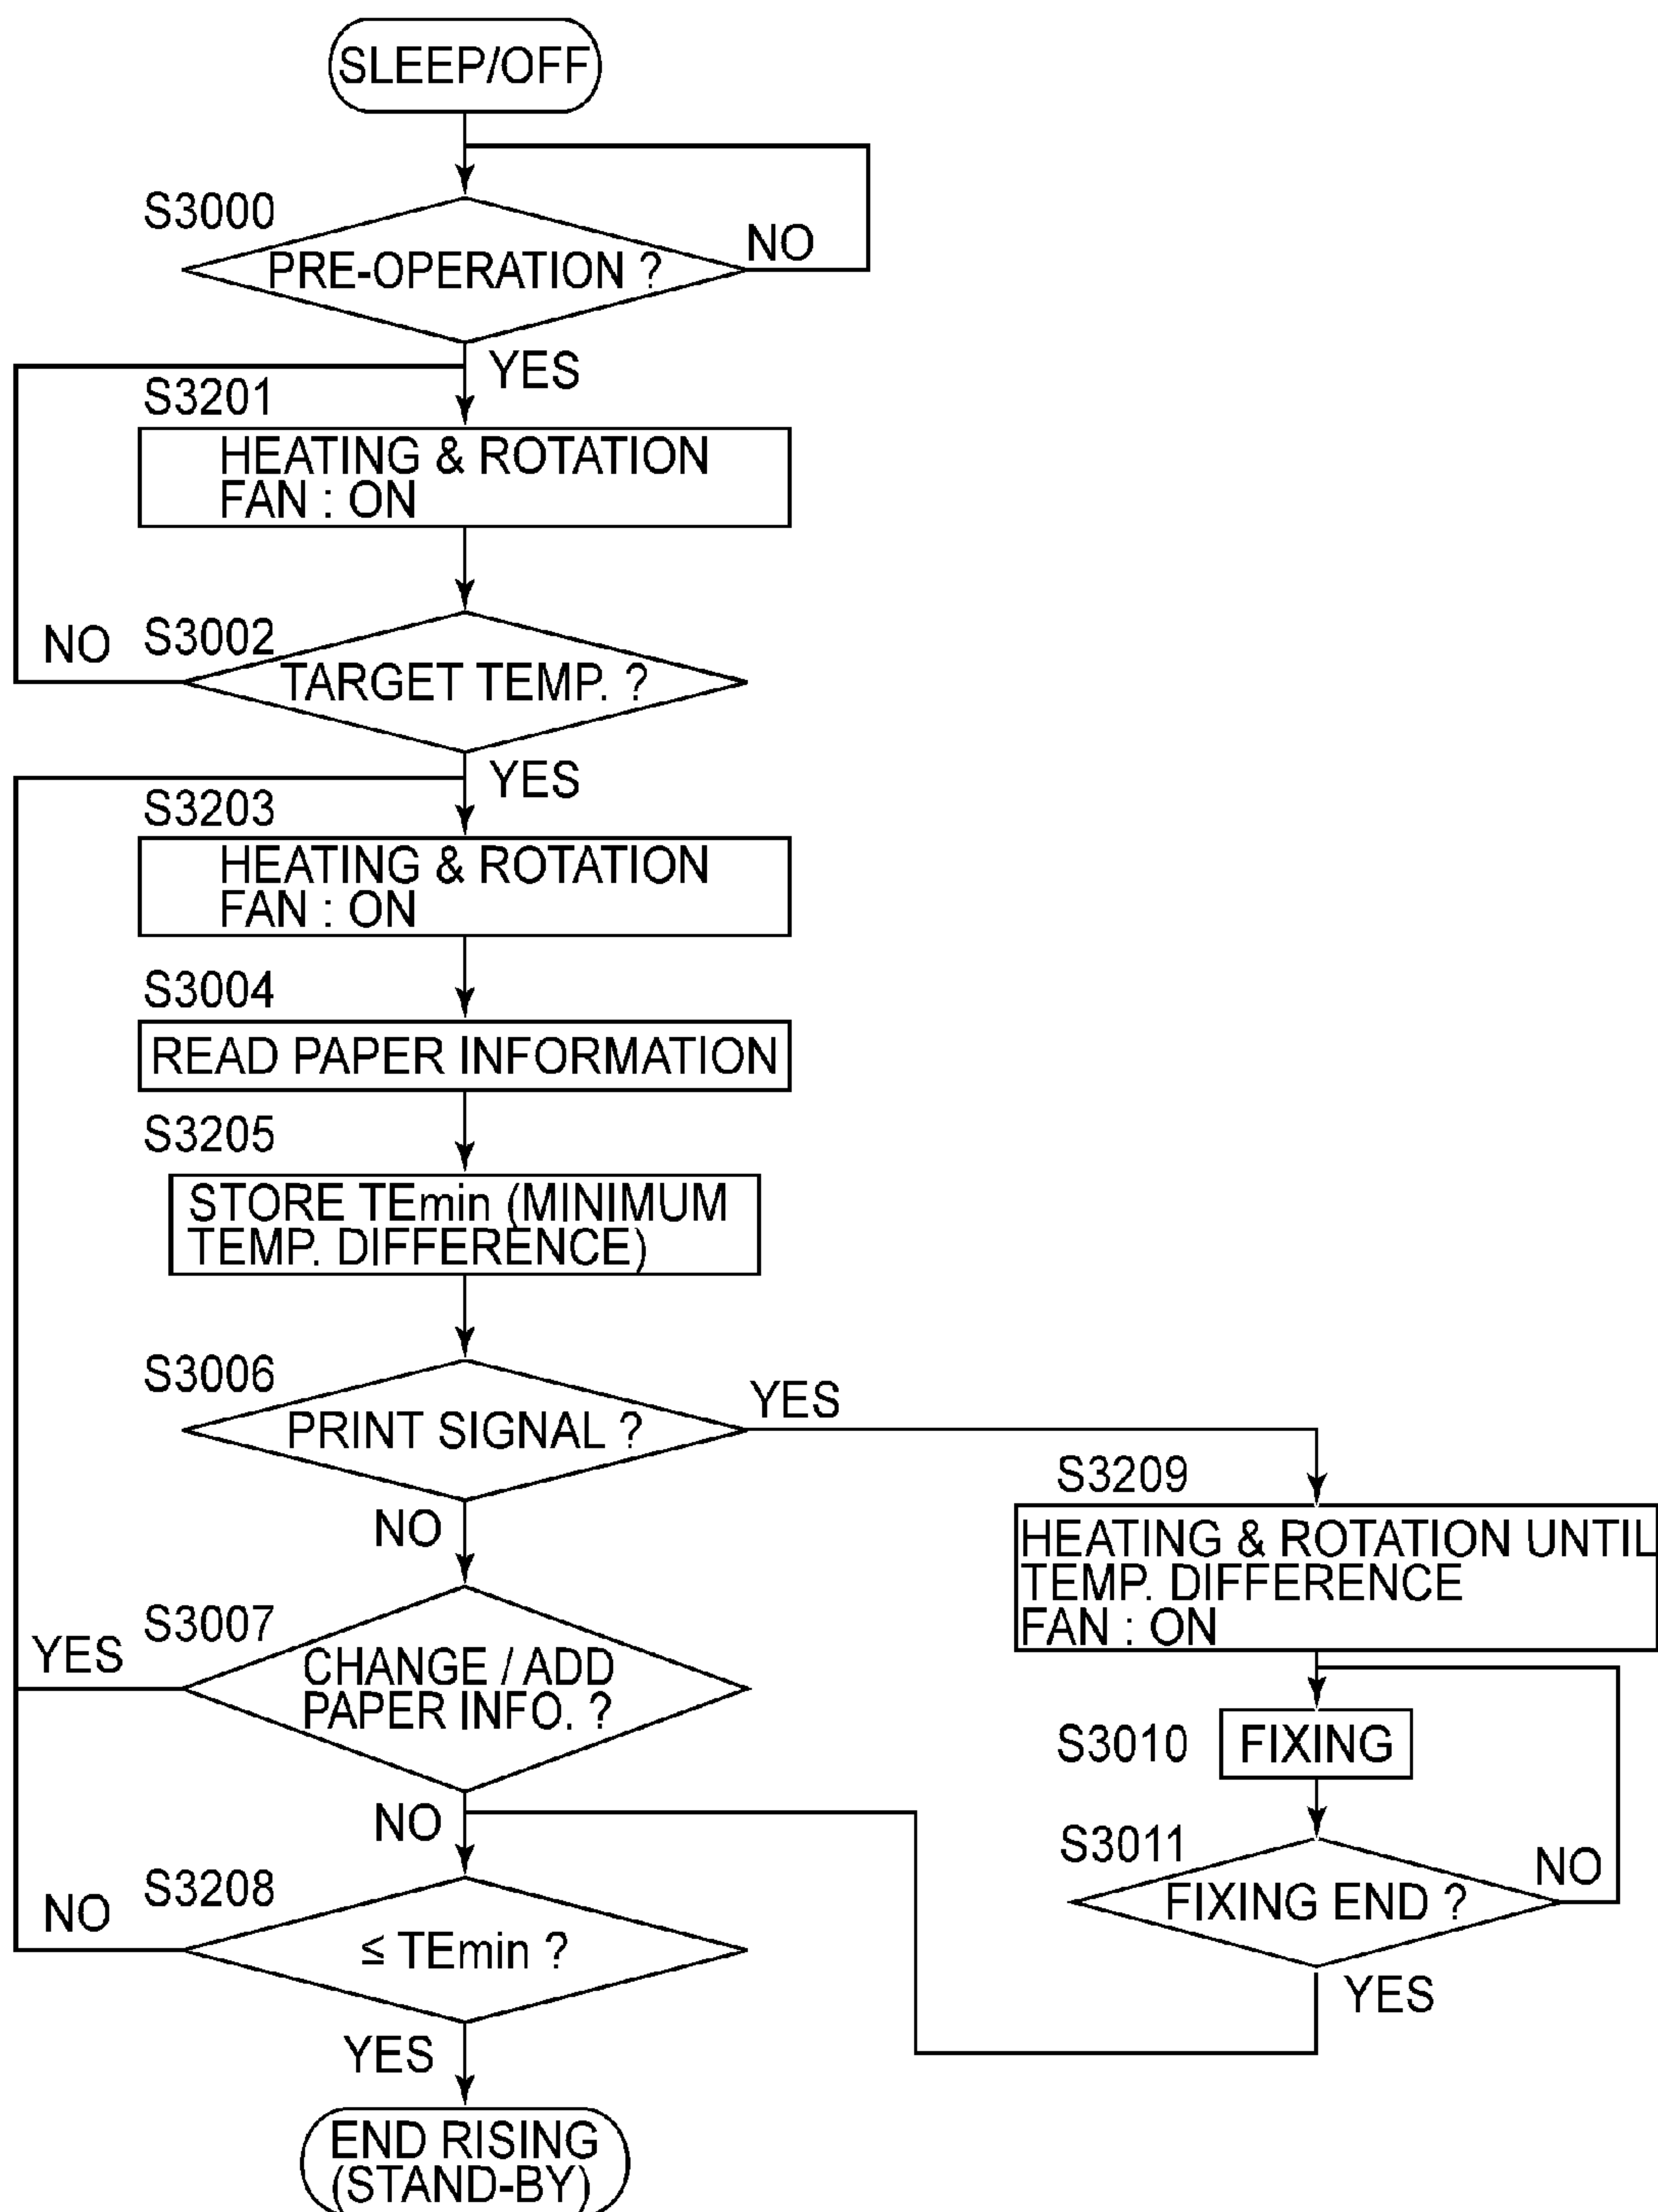 SLEEP/OFF
S3000
NO
PRE-OPERATION ?
YES
S3201
HEATING & ROTATION
FAN : ON
NO
S3002
TARGET TEMP. ?
YES
S3203
HEATING & ROTATION
FAN : ON
S3004
READ PAPER INFORMATION
S3205
STORE TEmin (MINIMUM
TEMP. DIFFERENCE)
S3006
YES
PRINT SIGNAL ?
NO
S3209
HEATING & ROTATION UNTIL
TEMP. DIFFERENCE
FAN : ON
S3007
YES
CHANGE / ADD
PAPER INFO. ?
NO
S3010
FIXING
S3011
NO
FIXING END ?
YES
S3208
NO
≤ TEmin ?
YES
END RISING
(STAND-BY)